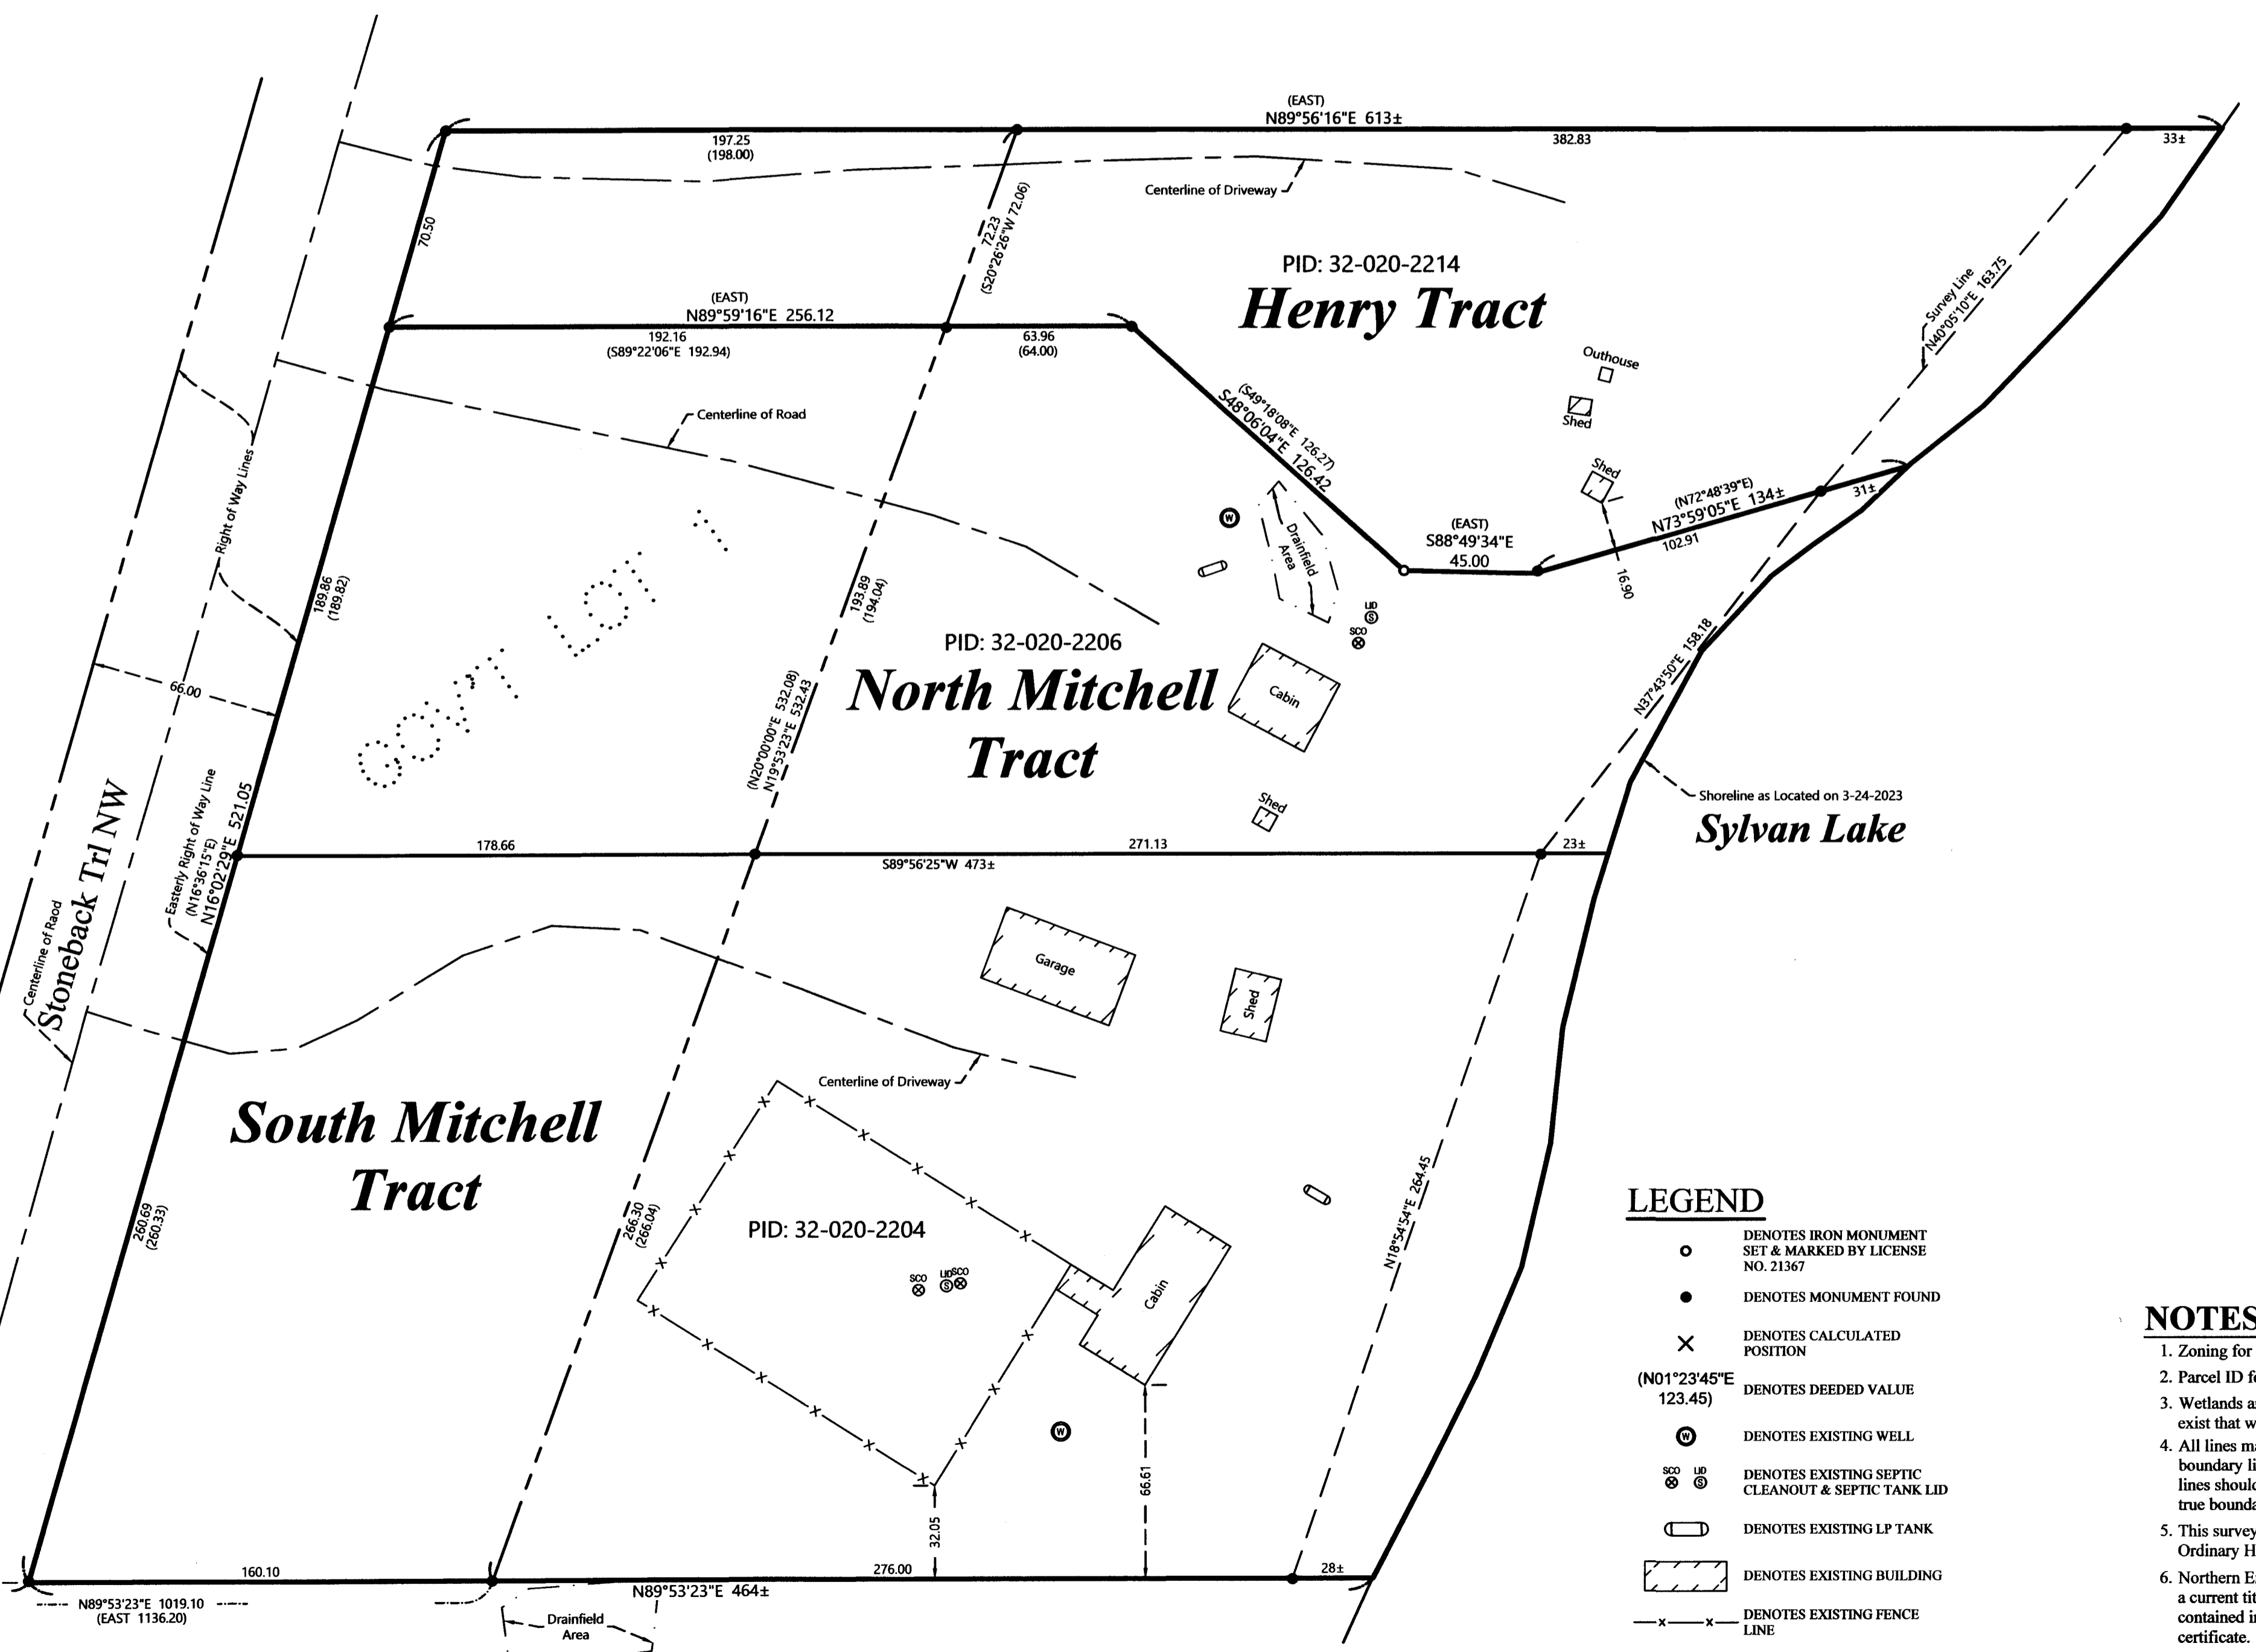 (EAST)
N89°56'16"E 613±
197.25
(198.00)
382.83
33±
Centerline of Driveway
70.50
72.23
(S20°26'26"W 72.06)
PID: 32-020-2214
Henry Tract
Survey Line
N40°05'10"E 163.75
(EAST)
N89°59'16"E 256.12
192.16
(S89°22'06"E 192.94)
63.96
(64.00)
Outhouse
Shed
Shed
Centerline of Road
(S49°18'08"E 126.27)
S48°06'04"E 126.42
Right of Way Lines
(EAST)
S88°49'34"E
45.00
(N72°48'39"E)
N73°59'05"E 134±
102.91
31±
16.90
W
Drainfield
Area
LID
S
SCO
GOVT LOT 1
189.86
(189.82)
193.89
(194.04)
PID: 32-020-2206
North Mitchell
Tract
Cabin
Shed
N37°43'50"E 158.18
66.00
(N20°00'00"E 532.08)
N19°53'23"E 532.43
Shoreline as Located on 3-24-2023
Sylvan Lake
Easterly Right of Way Line
(N16°36'15"E)
N16°02'29"E 521.05
Centerline of Raod
Stoneback Trl NW
178.66
271.13
23±
S89°56'25"W 473±
Garage
Shed
Centerline of Driveway
South Mitchell
Tract
260.69
(260.33)
266.30
(266.04)
PID: 32-020-2204
SCO
LID
SCO
S
Cabin
N18°54'54"E 264.45
W
32.05
66.61
160.10
276.00
28±
N89°53'23"E 464±
N89°53'23"E 1019.10
(EAST 1136.20)
Drainfield
Area
LEGEND
DENOTES IRON MONUMENT
SET & MARKED BY LICENSE
NO. 21367
DENOTES MONUMENT FOUND
DENOTES CALCULATED
POSITION
(N01°23'45"E
123.45)
DENOTES DEEDED VALUE
W
DENOTES EXISTING WELL
SCO LID
S
DENOTES EXISTING SEPTIC
CLEANOUT & SEPTIC TANK LID
DENOTES EXISTING LP TANK
DENOTES EXISTING BUILDING
DENOTES EXISTING FENCE
LINE
NOTES
1. Zoning for
2. Parcel ID
3. Wetlands
exist that
4. All lines
boundary
lines
true
5. This survey
Ordinary
6. Northern
a current
contained
certificate.